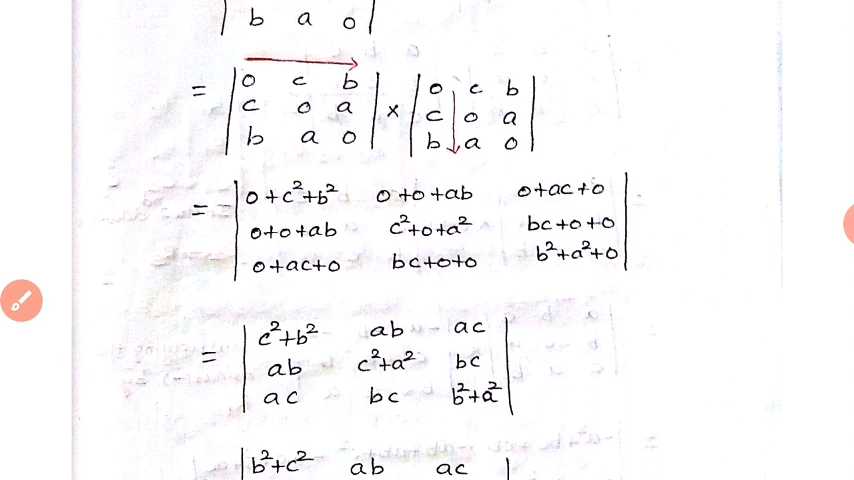 | b a o |
= | o c b | × | o c b |
| c o a | | c o a |
| b a o | | b a o |
= | o+c²+b² o+o+ab o+ac+o |
| o+o+ab c²+o+a² bc+o+o |
| o+ac+o bc+o+o b²+a²+o |
= | c²+b² ab ac |
| ab c²+a² bc |
| ac bc b²+a² |
| b²+c² ab ac |